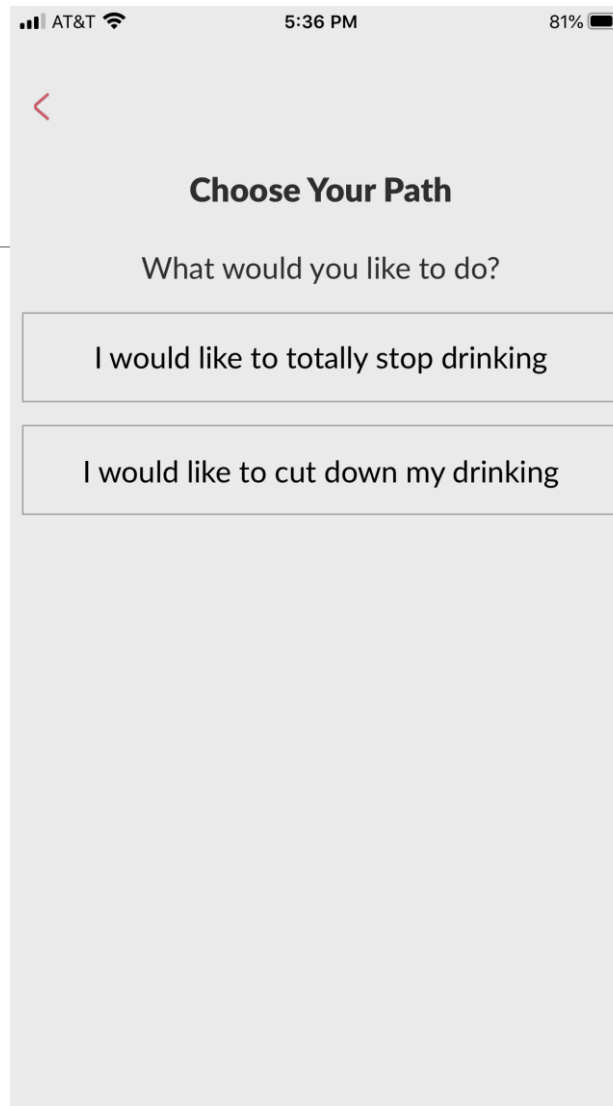 AT&T 5:36 PM 81%
Choose Your Path
What would you like to do?
I would like to totally stop drinking
I would like to cut down my drinking